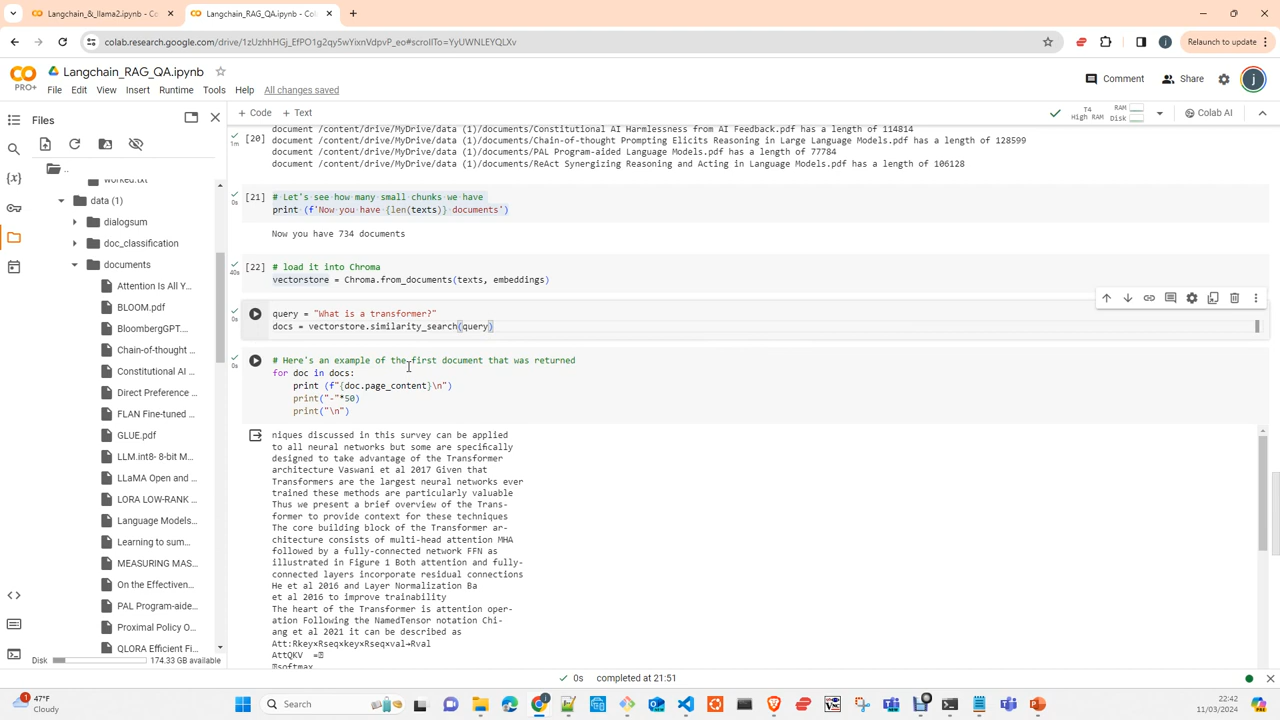 Langchain_&_llama2.ipynb - Col
Langchain_RAG_QA.ipynb - Col
colab.research.google.com/drive/1zUzhhHGj_EfPO1g2qy5wYixnVdpvP_eo#scrollTo=YyUWNLEYQLXv
Relaunch to update
Langchain_RAG_QA.ipynb
PRO+
File Edit View Insert Runtime Tools Help All changes saved
Comment
Share
Files
+ Code + Text
T4
High RAM
RAM
Disk
Colab AI
..
worked.txt
data (1)
dialogsum
doc_classification
documents
Attention Is All Y...
BLOOM.pdf
BloombergGPT....
Chain-of-thought ...
Constitutional AI ...
Direct Preference ...
FLAN Fine-tuned ...
GLUE.pdf
LLM.int8- 8-bit M...
LLaMA Open and ...
LORA LOW-RANK ...
Language Models...
Learning to sum...
MEASURING MAS...
On the Effectiven...
PAL Program-aide...
Proximal Policy O...
QLORA Efficient Fi...
Disk 174.33 GB available
[20]
1m
document /content/drive/MyDrive/data (1)/documents/Constitutional AI Harmlessness from AI Feedback.pdf has a length of 114814
document /content/drive/MyDrive/data (1)/documents/Chain-of-thought Prompting Elicits Reasoning in Large Language Models.pdf has a length of 128599
document /content/drive/MyDrive/data (1)/documents/PAL Program-aided Language Models.pdf has a length of 77784
document /content/drive/MyDrive/data (1)/documents/ReAct Synergizing Reasoning and Acting in Language Models.pdf has a length of 106128
[21]
0s
# Let's see how many small chunks we have
print (f'Now you have {len(texts)} documents')
Now you have 734 documents
[22]
40s
# load it into Chroma
vectorstore = Chroma.from_documents(texts, embeddings)
0s
query = "What is a transformer?"
docs = vectorstore.similarity_search(query)
0s
# Here's an example of the first document that was returned
for doc in docs:
print (f"{doc.page_content}\n")
print("-"*50)
print("\n")
niques discussed in this survey can be applied
to all neural networks but some are specifically
designed to take advantage of the Transformer
architecture Vaswani et al 2017 Given that
Transformers are the largest neural networks ever
trained these methods are particularly valuable
Thus we present a brief overview of the Trans-
former to provide context for these techniques
The core building block of the Transformer ar-
chitecture consists of multi-head attention MHA
followed by a fully-connected network FFN as
illustrated in Figure 1 Both attention and fully-
connected layers incorporate residual connections
He et al 2016 and Layer Normalization Ba
et al 2016 to improve trainability
The heart of the Transformer is attention oper-
ation Following the NamedTensor notation Chi-
ang et al 2021 it can be described as
Att:Rkey×Rseq×key×Rseq×val→Rval
AttQKV =
softmax
0s completed at 21:51
1
47°F
Cloudy
Search
22:42
11/03/2024